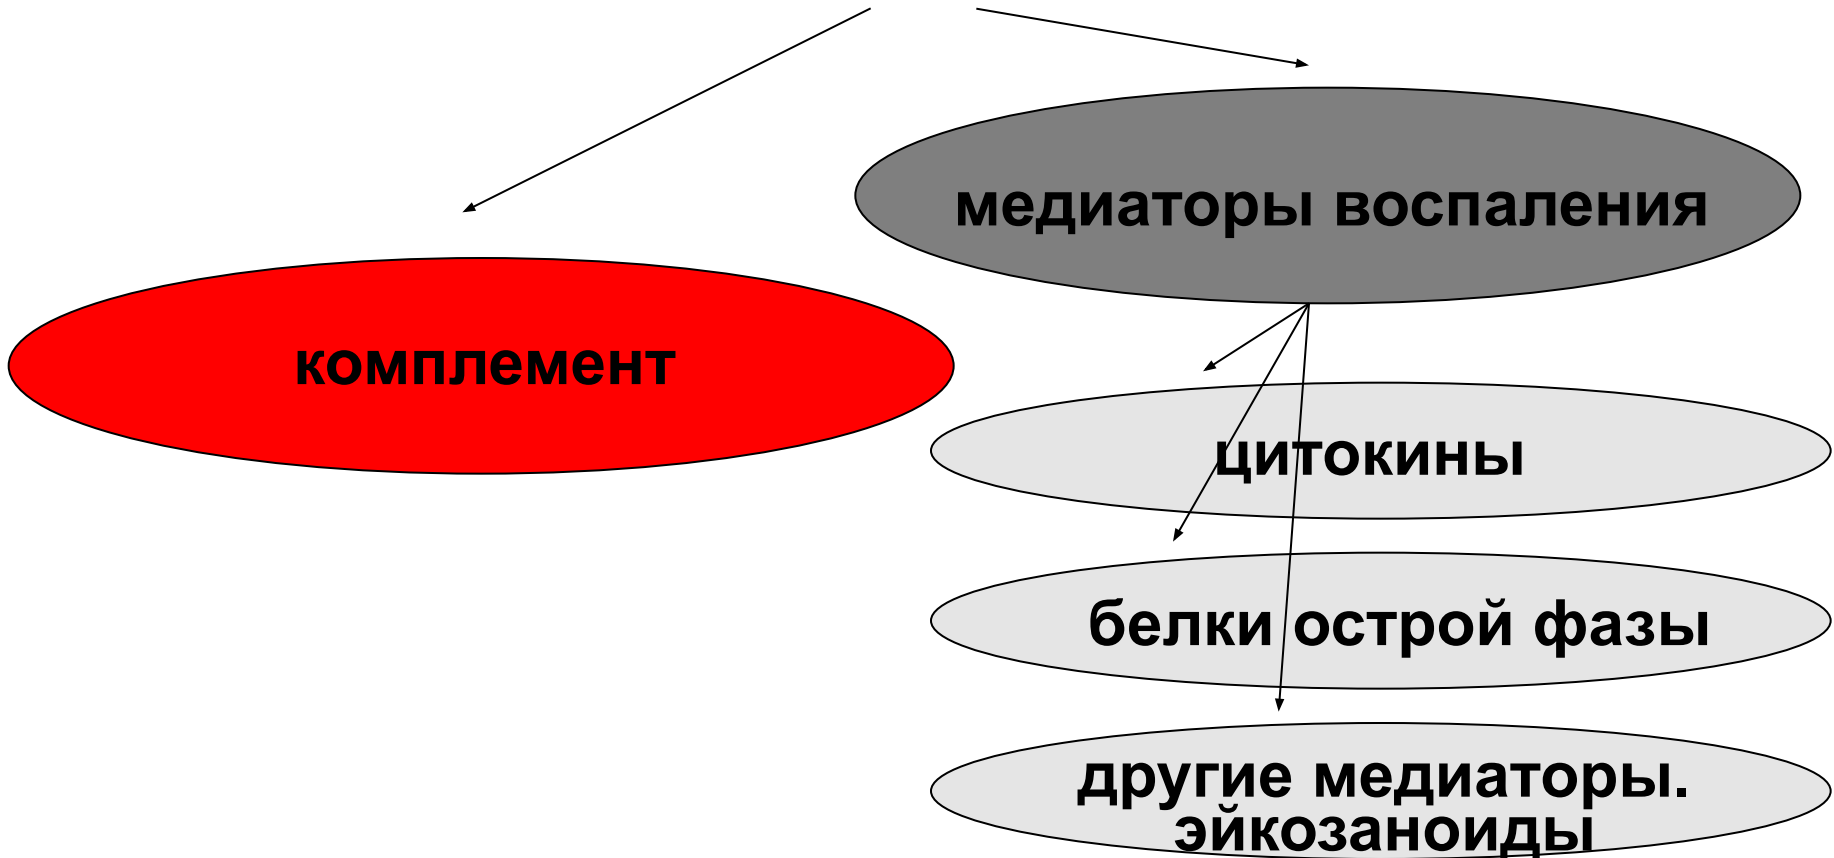 медиаторы воспаления
комплемент
цитокины
белки острой фазы
другие медиаторы.
эйкозаноиды